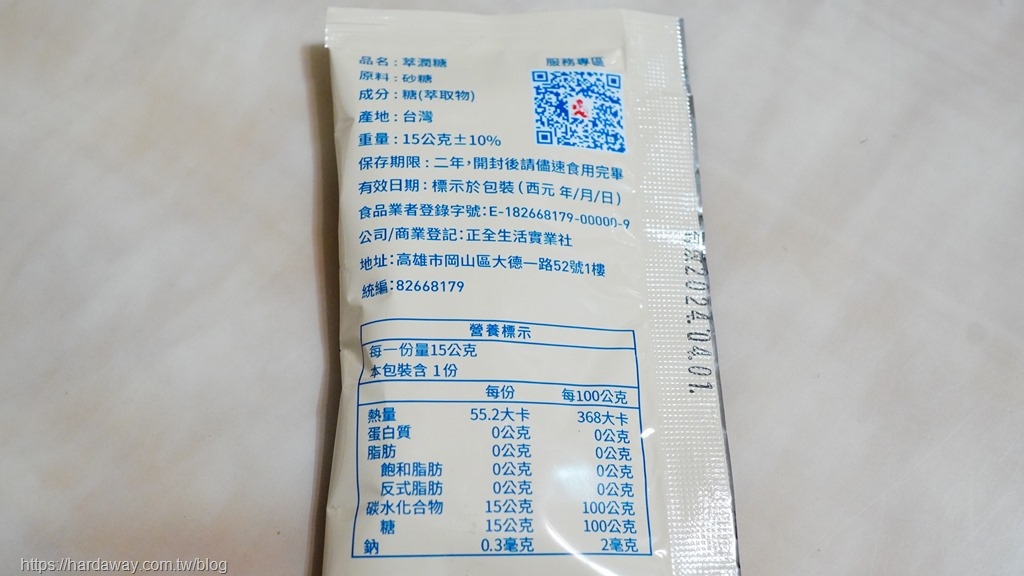 品名：萃潤糖
服務專區
原料：砂糖
成分：糖(萃取物)
產地：台灣
重量：15公克±10%
保存期限：二年，開封後請儘速食用完畢
有效日期：標示於包裝(西元 年/月/日)
食品業者登錄字號：E-182668179-00000-9
公司/商業登記：正全生活實業社
地址：高雄市岡山區大德一路52號1樓
統編：82668179
營養標示
每一份量15公克
本包裝含 1份
每份 每100公克
熱量 55.2大卡 368大卡
蛋白質 0公克 0公克
脂肪 0公克 0公克
飽和脂肪 0公克 0公克
反式脂肪 0公克 0公克
碳水化合物 15公克 100公克
糖 15公克 100公克
鈉 0.3毫克 2毫克
2024.04.01.
https://hardaway.com.tw/blog